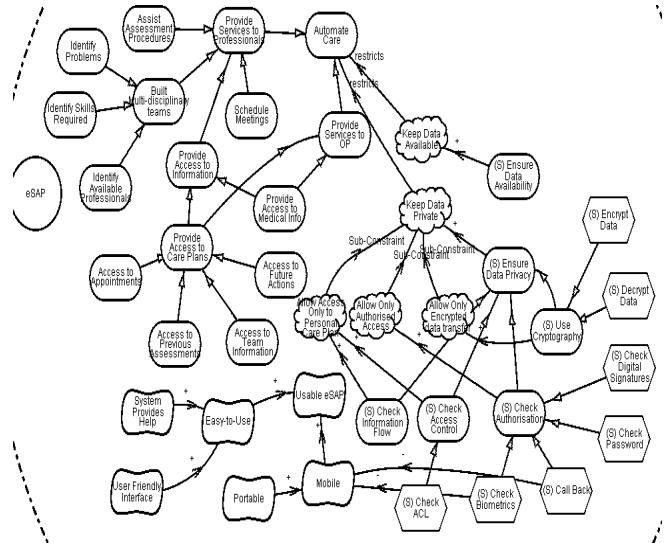 Assist
Assessment
Procedures
Provide
Services to
Professionals
Automate
Care
restricts
restricts
Identify
Problems
Built
Multi-disciplinary
teams
Identify Skills
Required
Schedule
Meetings
Provide
Services to
OP
Keep Data
Available
+
(S) Ensure
Data
Availability
eSAP
Identify
Available
Professionals
Provide
Access to
Information
Provide
Access to
Medical Info.
Keep Data
Private
+
(S) Encrypt
Data
Provide
Access to
Care Plans
Sub-Constraint
Sub-Constraint
Sub-Constraint
(S) Ensure
Data Privacy
Access to
Appointments
Access to
Future
Actions
Allow Access
Only to
Personal
Care Plan
Allow Only
Authorised
Access
Allow Only
Encrypted
data transfer
(S) Use
Cryptography
(S) Decrypt
Data
Access to
Previous
Assessments
Access to
Team
Information
(S) Check
Digital
Signatures
System
Provides
Help
+
Easy-to-Use
+
Usable eSAP
(S) Check
Information
Flow
(S) Check
Access
Control
(S) Check
Authorisation
(S) Check
Password
User Friendly
Interface
+
Portable
+
Mobile
+
-
+
(S) Check
ACL
(S) Check
Biometrics
(S) Call Back